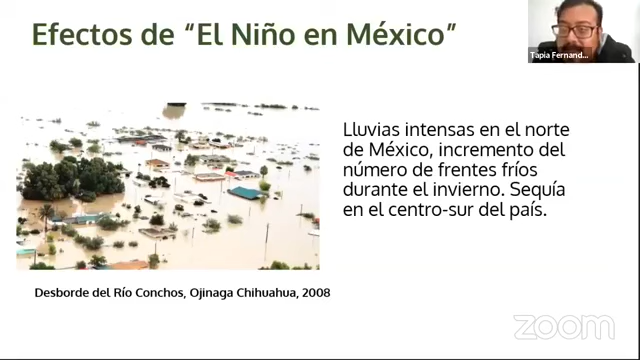 Efectos de “El Niño en México”
Tapia Fernand...
Lluvias intensas en el norte
de México, incremento del
número de frentes fríos
durante el invierno. Sequía
en el centro-sur del país.
Desborde del Río Conchos, Ojinaga Chihuahua, 2008
zoom